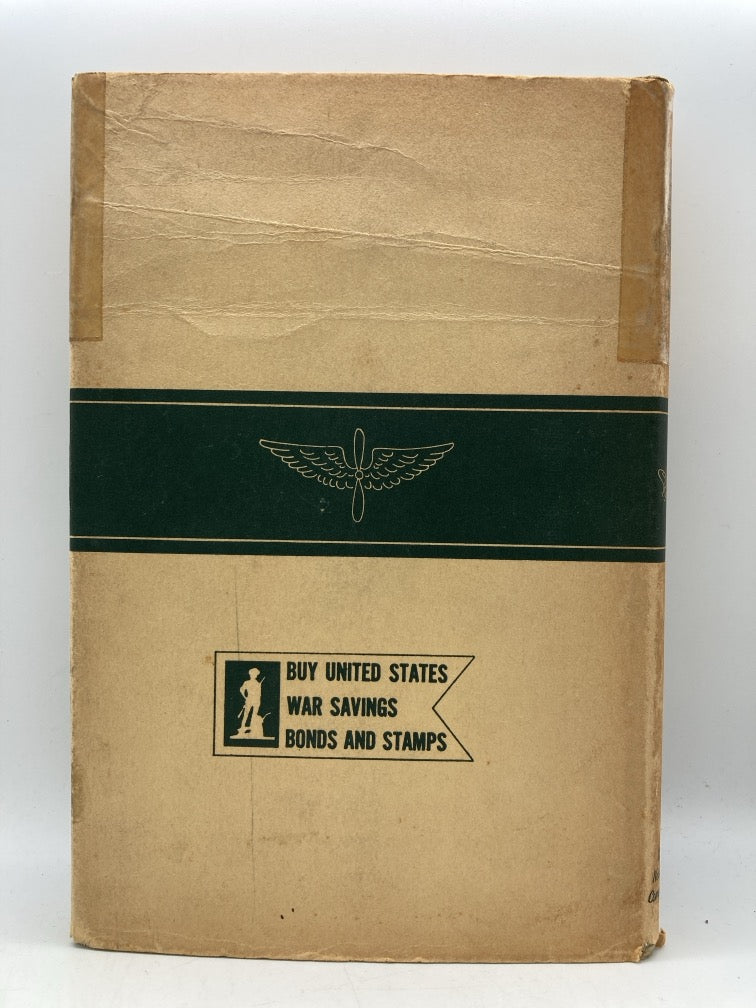 BUY UNITED STATES
WAR SAVINGS
BONDS AND STAMPS